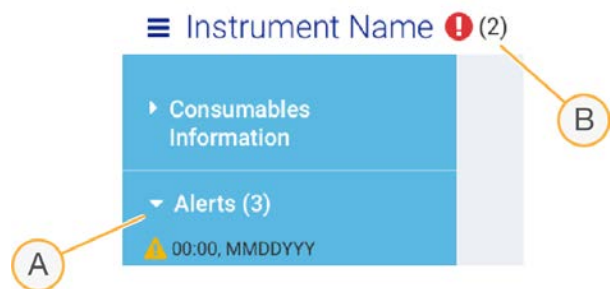 Instrument Name ! (2)
B
Consumables
Information
Alerts (3)
A
00:00, MMDDYYY